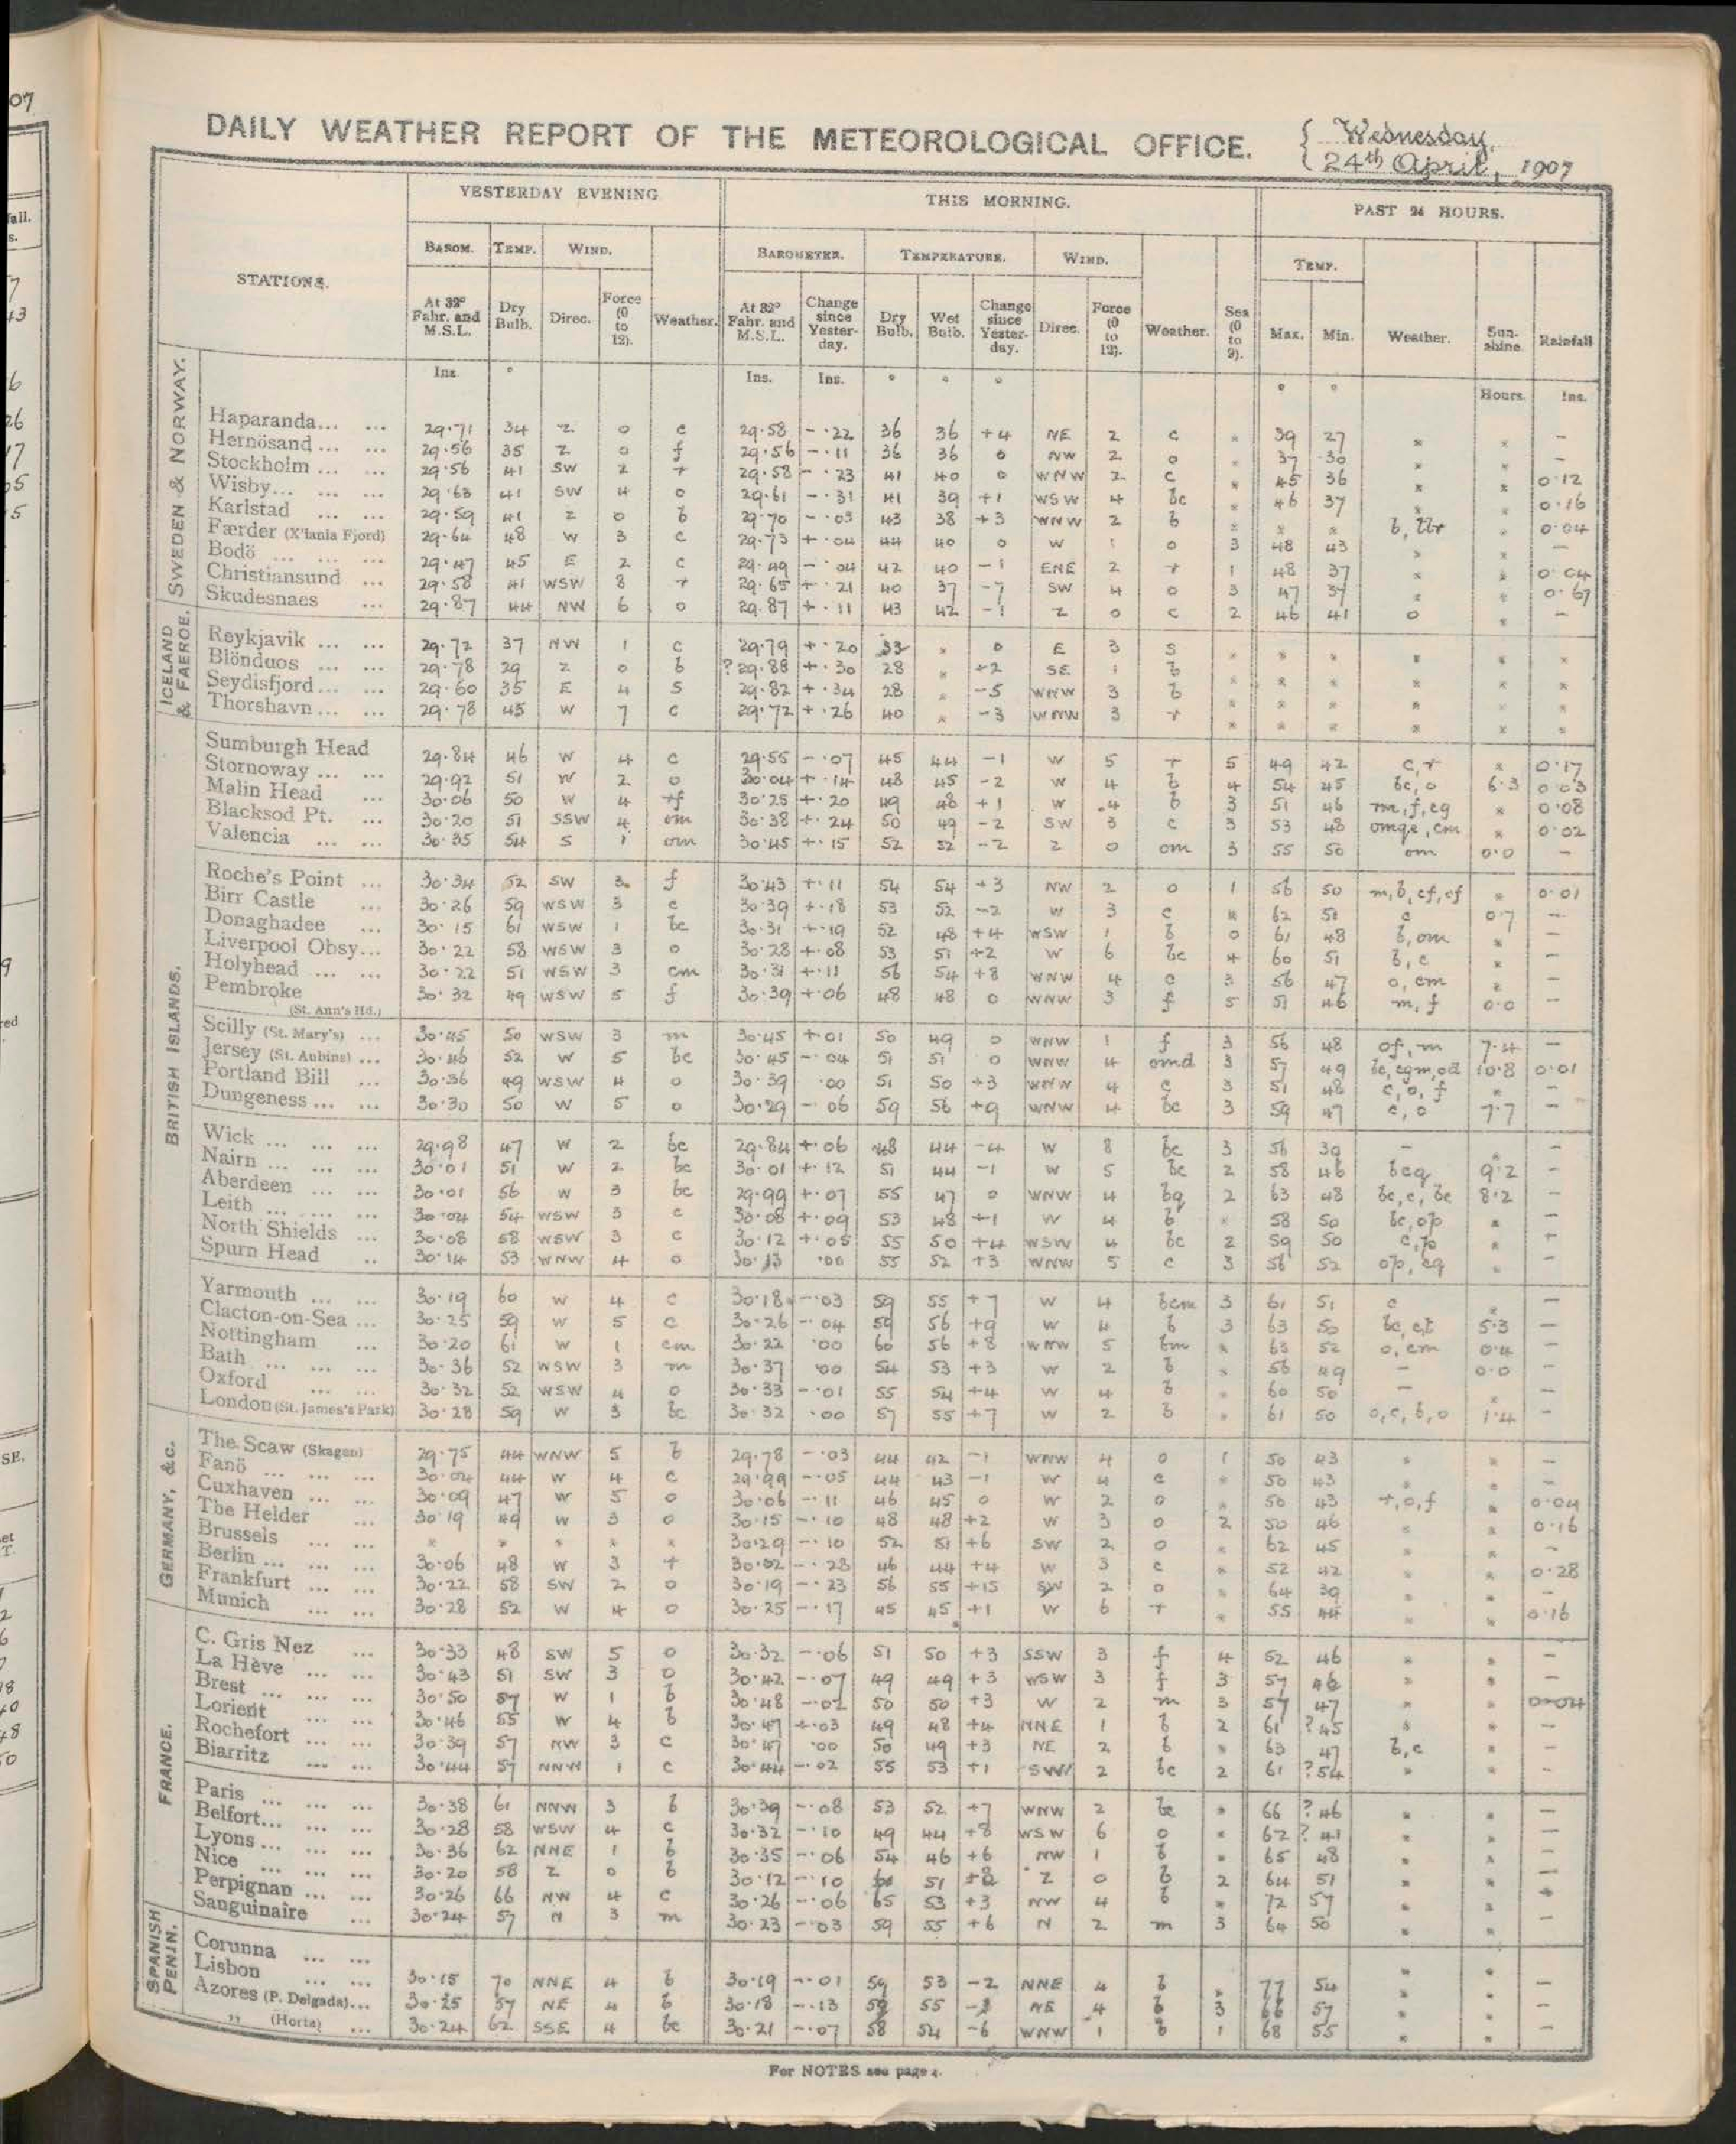 07
DAILY WEATHER REPORT OF THE METEOROLOGICAL OFFICE. { Wednesday, 24th April, 1907
YESTERDAY EVENING THIS MORNING. PAST 24 HOURS.
STATIONS. BAROM. TEMP. WIND. Weather. BAROMETER. TEMPERATURE. WIND. Weather. Sea (0 to 9). TEMP. Weather. Sunshine. Rainfall
At 32° Fahr. and M.S.L. Dry Bulb. Direc. Force (0 to 12). At 32° Fahr. and M.S.L. Change since Yesterday. Dry Bulb. Wet Bulb. Change since Yesterday. Direc. Force (0 to 12). Max. Min.
Ins. ° Ins. Ins. ° ° ° ° ° Hours. Ins.
SWEDEN & NORWAY.
Haparanda... ... 29.71 34 Z 0 c 29.58 -.22 36 36 +4 NE 2 c * 39 27 * * —
Hernösand ... ... 29.56 35 Z 0 f 29.56 -.11 36 36 0 NW 2 o * 37 30 * * —
Stockholm ... ... 29.56 41 SW 2 r 29.58 -.23 41 40 0 WNW 2 c * 45 36 * * 0.12
Wisby... ... ... 29.63 41 SW 4 o 29.61 -.31 41 39 +1 WSW 4 bc * 46 37 * * 0.16
Karlstad ... ... 29.59 41 Z 0 b 29.70 -.03 43 38 +3 WNW 2 b * * * b, * 0.04
Færder (X'iania Fjord) 29.64 48 W 3 c 29.73 +.04 44 40 0 W 1 o 3 48 43 * * —
Bodö ... ... ... 29.47 45 E 2 c 29.49 -.04 42 40 -1 ENE 2 r 1 48 37 * * 0.04
Christiansund ... 29.58 41 WSW 8 r 29.65 +.21 40 37 -7 SW 4 o 3 47 37 * * 0.67
Skudesnaes ... 29.87 44 NW 6 o 29.87 +.11 43 42 -1 Z 0 c 2 46 41 o * —
ICELAND & FAEROE.
Reykjavik ... ... 29.72 37 NW 1 c 29.79 +.20 33 * 0 E 3 s * * * * * *
Blönduos ... ... 29.78 29 Z 0 b ?29.88 +.30 28 * +2 SE 1 b * * * * * *
Seydisfjord... ... 29.60 35 E 4 s 29.82 +.34 28 * -5 WNW 3 b * * * * * *
Thorshavn ... ... 29.78 45 W 7 c 29.72 +.26 40 * -3 WNW 3 r * * * * * *
BRITISH ISLANDS.
Sumburgh Head 29.84 46 W 4 c 29.55 -.07 45 44 -1 W 5 r 5 49 42 c, r * 0.17
Stornoway ... ... 29.92 51 W 2 o 30.04 +.14 48 45 -2 W 4 b 4 54 45 bc, o 6.3 0.03
Malin Head ... 30.06 50 W 4 rf 30.25 +.20 49 48 +1 W 4 b 3 51 46 rm, f, cg * 0.08
Blacksod Pt. ... 30.20 51 SSW 4 om 30.38 +.24 50 49 -2 SW 3 c 3 53 48 omge, cm * 0.02
Valencia ... ... 30.35 54 S 1 om 30.45 +.15 52 52 -2 Z 0 om 3 55 50 om 0.0 —
Roche's Point ... 30.34 52 SW 3 f 30.43 +.11 54 54 +3 NW 2 o 1 56 50 m, b, cf, of * 0.01
Birr Castle ... 30.26 59 WSW 3 c 30.39 +.18 53 52 -2 W 3 c * 62 51 c 0.7 —
Donaghadee ... 30.15 61 WSW 1 bc 30.31 +.19 52 48 +4 WSW 1 b 0 61 48 b, om * —
Liverpool Obsy... 30.22 58 WSW 3 o 30.28 +.08 53 51 +2 W 6 bc 4 60 51 b, c * —
Holyhead ... ... 30.22 51 WSW 3 cm 30.31 +.11 56 54 +8 WNW 4 c 3 56 47 o, cm * —
Pembroke (St. Ann's Hd.) 30.32 49 WSW 5 f 30.39 +.06 48 48 0 WNW 3 f 5 51 46 m, f 0.0 —
Scilly (St. Mary's) ... 30.45 50 WSW 3 m 30.45 +.01 50 49 0 WNW 1 f 3 56 48 of, m 7.4 —
Jersey (St. Aubins) ... 30.46 52 W 5 bc 30.45 -.04 51 51 0 WNW 4 omd 3 57 49 bc, cgm, od 10.8 0.01
Portland Bill ... 30.36 49 WSW 4 o 30.39 .00 51 50 +3 WNW 4 c 3 51 48 c, o, f * —
Dungeness ... ... 30.30 50 W 5 o 30.29 -.06 59 56 +9 WNW 4 bc 3 59 47 c, o 7.7 —
Wick ... ... ... 29.98 47 W 2 bc 29.84 +.06 48 44 -4 W 8 bc 3 56 39 — * —
Nairn ... ... ... 30.01 51 W 2 bc 30.01 +.12 51 44 -1 W 5 bc 2 58 46 bcq 9.2 —
Aberdeen ... ... 30.01 56 W 3 bc 29.99 +.07 55 47 0 WNW 4 bq 2 63 48 bc, c, bc 8.2 —
Leith ... ... ... 30.04 54 WSW 3 c 30.08 +.09 53 48 +1 W 4 b * 58 50 bc, op * —
North Shields ... 30.08 58 WSW 3 c 30.12 +.05 55 50 +4 WSW 4 bc 2 59 50 c, p * +
Spurn Head .. 30.14 53 WNW 4 o 30.13 .00 55 52 +3 WNW 5 c 3 56 52 op, cq * —
Yarmouth ... ... 30.19 60 W 4 c 30.18 -.03 59 55 +7 W 4 bcm 3 61 51 c * —
Clacton-on-Sea ... 30.25 59 W 5 c 30.26 -.04 59 56 +9 W 4 b 3 63 50 bc, c, b 5.3 —
Nottingham ... 30.20 61 W 1 cm 30.22 .00 60 56 +8 WNW 5 bm * 63 52 o, cm 0.4 —
Bath ... ... ... 30.36 52 WSW 3 m 30.37 .00 54 53 +3 W 2 b * 56 49 — 0.0 —
Oxford ... ... 30.32 52 WSW 4 o 30.33 -.01 55 54 +4 W 4 b * 60 50 — * —
London (St. James's Park) 30.28 59 W 3 bc 30.32 .00 57 55 +7 W 2 b * 61 50 o, c, b, o 1.4 —
GERMANY, &c.
The Scaw (Skagen) 29.75 44 WNW 5 b 29.78 -.03 44 42 -1 WNW 4 o 1 50 43 * * —
Fanö ... ... ... 30.04 44 W 4 c 29.99 -.05 44 43 -1 W 4 c * 50 43 * * —
Cuxhaven ... ... 30.09 47 W 5 o 30.06 -.11 46 45 0 W 2 o * 50 43 r, o, f * 0.04
The Helder ... 30.19 49 W 3 o 30.15 -.10 48 48 +2 W 3 o 2 50 46 * * 0.16
Brussels ... ... * * * * * 30.29 -.10 52 51 +6 SW 2 o * 62 45 * * —
Berlin ... ... ... 30.06 48 W 3 r 30.02 -.28 46 44 +4 W 3 c * 52 42 * * 0.28
Frankfurt ... ... 30.22 58 SW 2 o 30.19 -.23 56 55 +15 SW 2 o * 64 39 * * —
Munich ... ... 30.28 52 W 4 o 30.25 -.17 45 45 +1 W 6 r * 55 44 * * 0.16
FRANCE.
C. Gris Nez ... 30.33 48 SW 5 o 30.32 -.06 51 50 +3 SSW 3 f 4 52 46 * * —
La Hève ... ... 30.43 51 SW 3 o 30.42 -.07 49 49 +3 WSW 3 f 3 57 46 * * —
Brest ... ... ... 30.50 57 W 1 b 30.48 -.02 50 50 +3 W 2 m 3 57 47 * * 0.04
Lorient ... ... 30.46 55 W 4 b 30.47 +.03 49 48 +4 NNE 1 b 2 61 ?45 * * —
Rochefort ... ... 30.39 57 NW 3 c 30.47 .00 50 49 +3 NE 2 b * 63 47 b, c * —
Biarritz ... ... 30.44 57 NNW 1 c 30.44 -.02 55 53 +1 SW 2 bc 2 61 ?54 * * —
Paris ... ... ... 30.38 61 NNW 3 b 30.39 -.08 53 52 +7 WNW 2 bc * 66 ?46 * * —
Belfort... ... ... 30.28 58 WSW 4 c 30.32 -.10 49 44 +8 WSW 6 o * 62 ?41 * * —
Lyons ... ... ... 30.36 62 NNE 1 b 30.35 -.06 54 46 +6 NW 1 b * 65 48 * * —
Nice ... ... ... 30.20 58 Z 0 b 30.12 -.10 51 Z 0 b 2 64 51 * * —
Perpignan ... ... 30.26 66 NW 4 c 30.26 -.06 65 53 +3 NW 4 b * 72 57 * * +
Sanguinaire ... 30.24 57 N 3 m 30.23 -.03 59 55 +6 N 2 m 3 64 50 * * —
SPANISH PENIN.
Corunna ... ...
Lisbon ... ... 30.15 70 NNE 4 b 30.19 -.01 59 53 -2 NNE 4 b * 77 54 * * —
Azores (P. Delgada)... 30.25 57 NE 4 b 30.18 -.13 59 55 NE 4 b 3 66 57 * * —
" (Horta) ... 30.24 62 SSE 4 bc 30.21 -.07 58 54 -6 WNW 1 b 1 68 55 * * —
For NOTES see page 4.